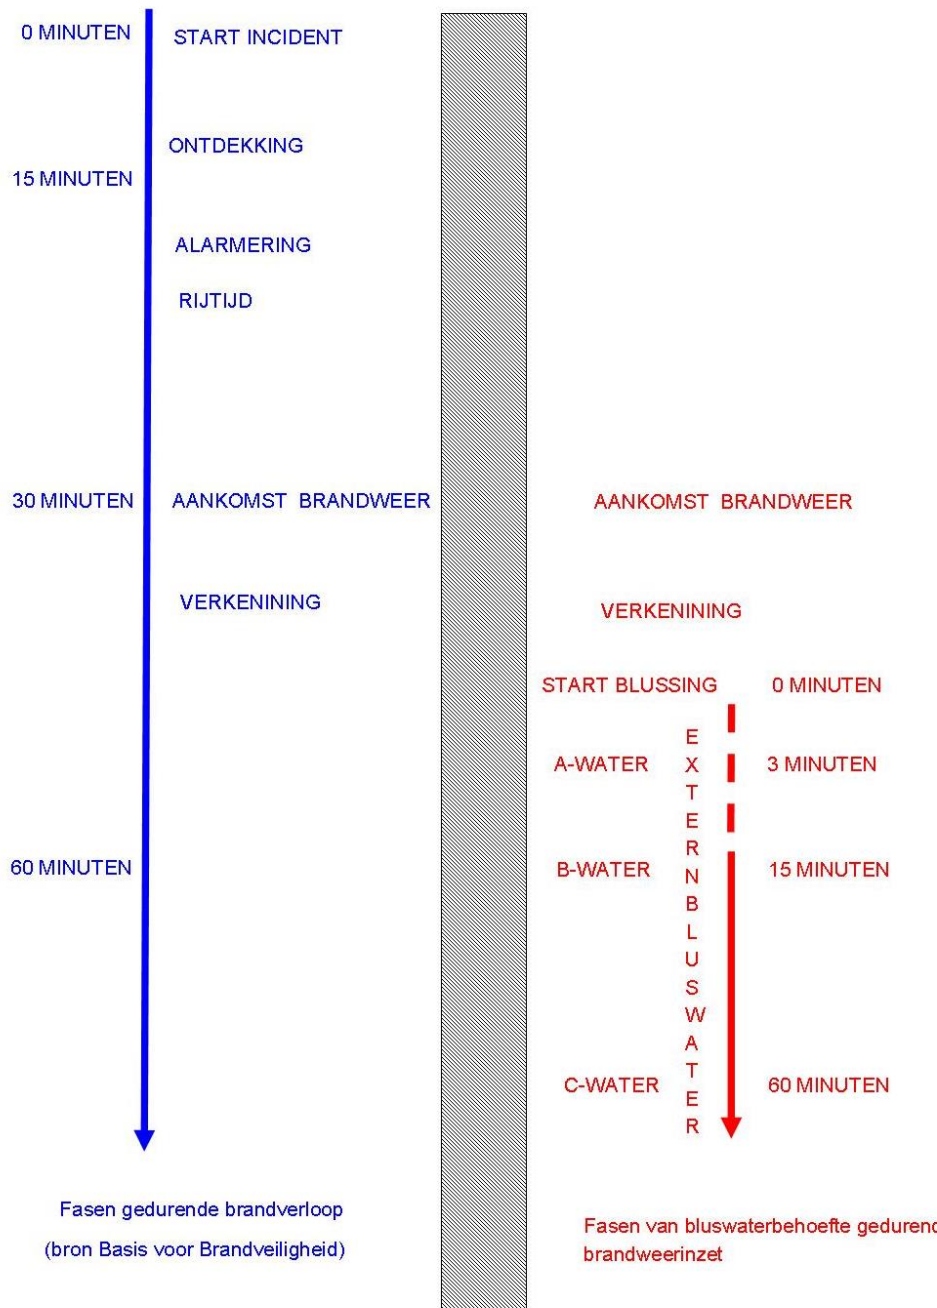 0 MINUTEN
START INCIDENT
ONTDEKKING
15 MINUTEN
ALARMERING
RIJTIJD
30 MINUTEN
AANKOMST BRANDWEER
VERKENINING
60 MINUTEN
Fasen gedurende brandverloop
(bron Basis voor Brandveiligheid)
AANKOMST BRANDWEER
VERKENINING
START BLUSSING
0 MINUTEN
A-WATER
3 MINUTEN
B-WATER
15 MINUTEN
C-WATER
60 MINUTEN
EXTERNBLUSWATER
Fasen van bluswaterbehoefte gedurend
brandweerinzet